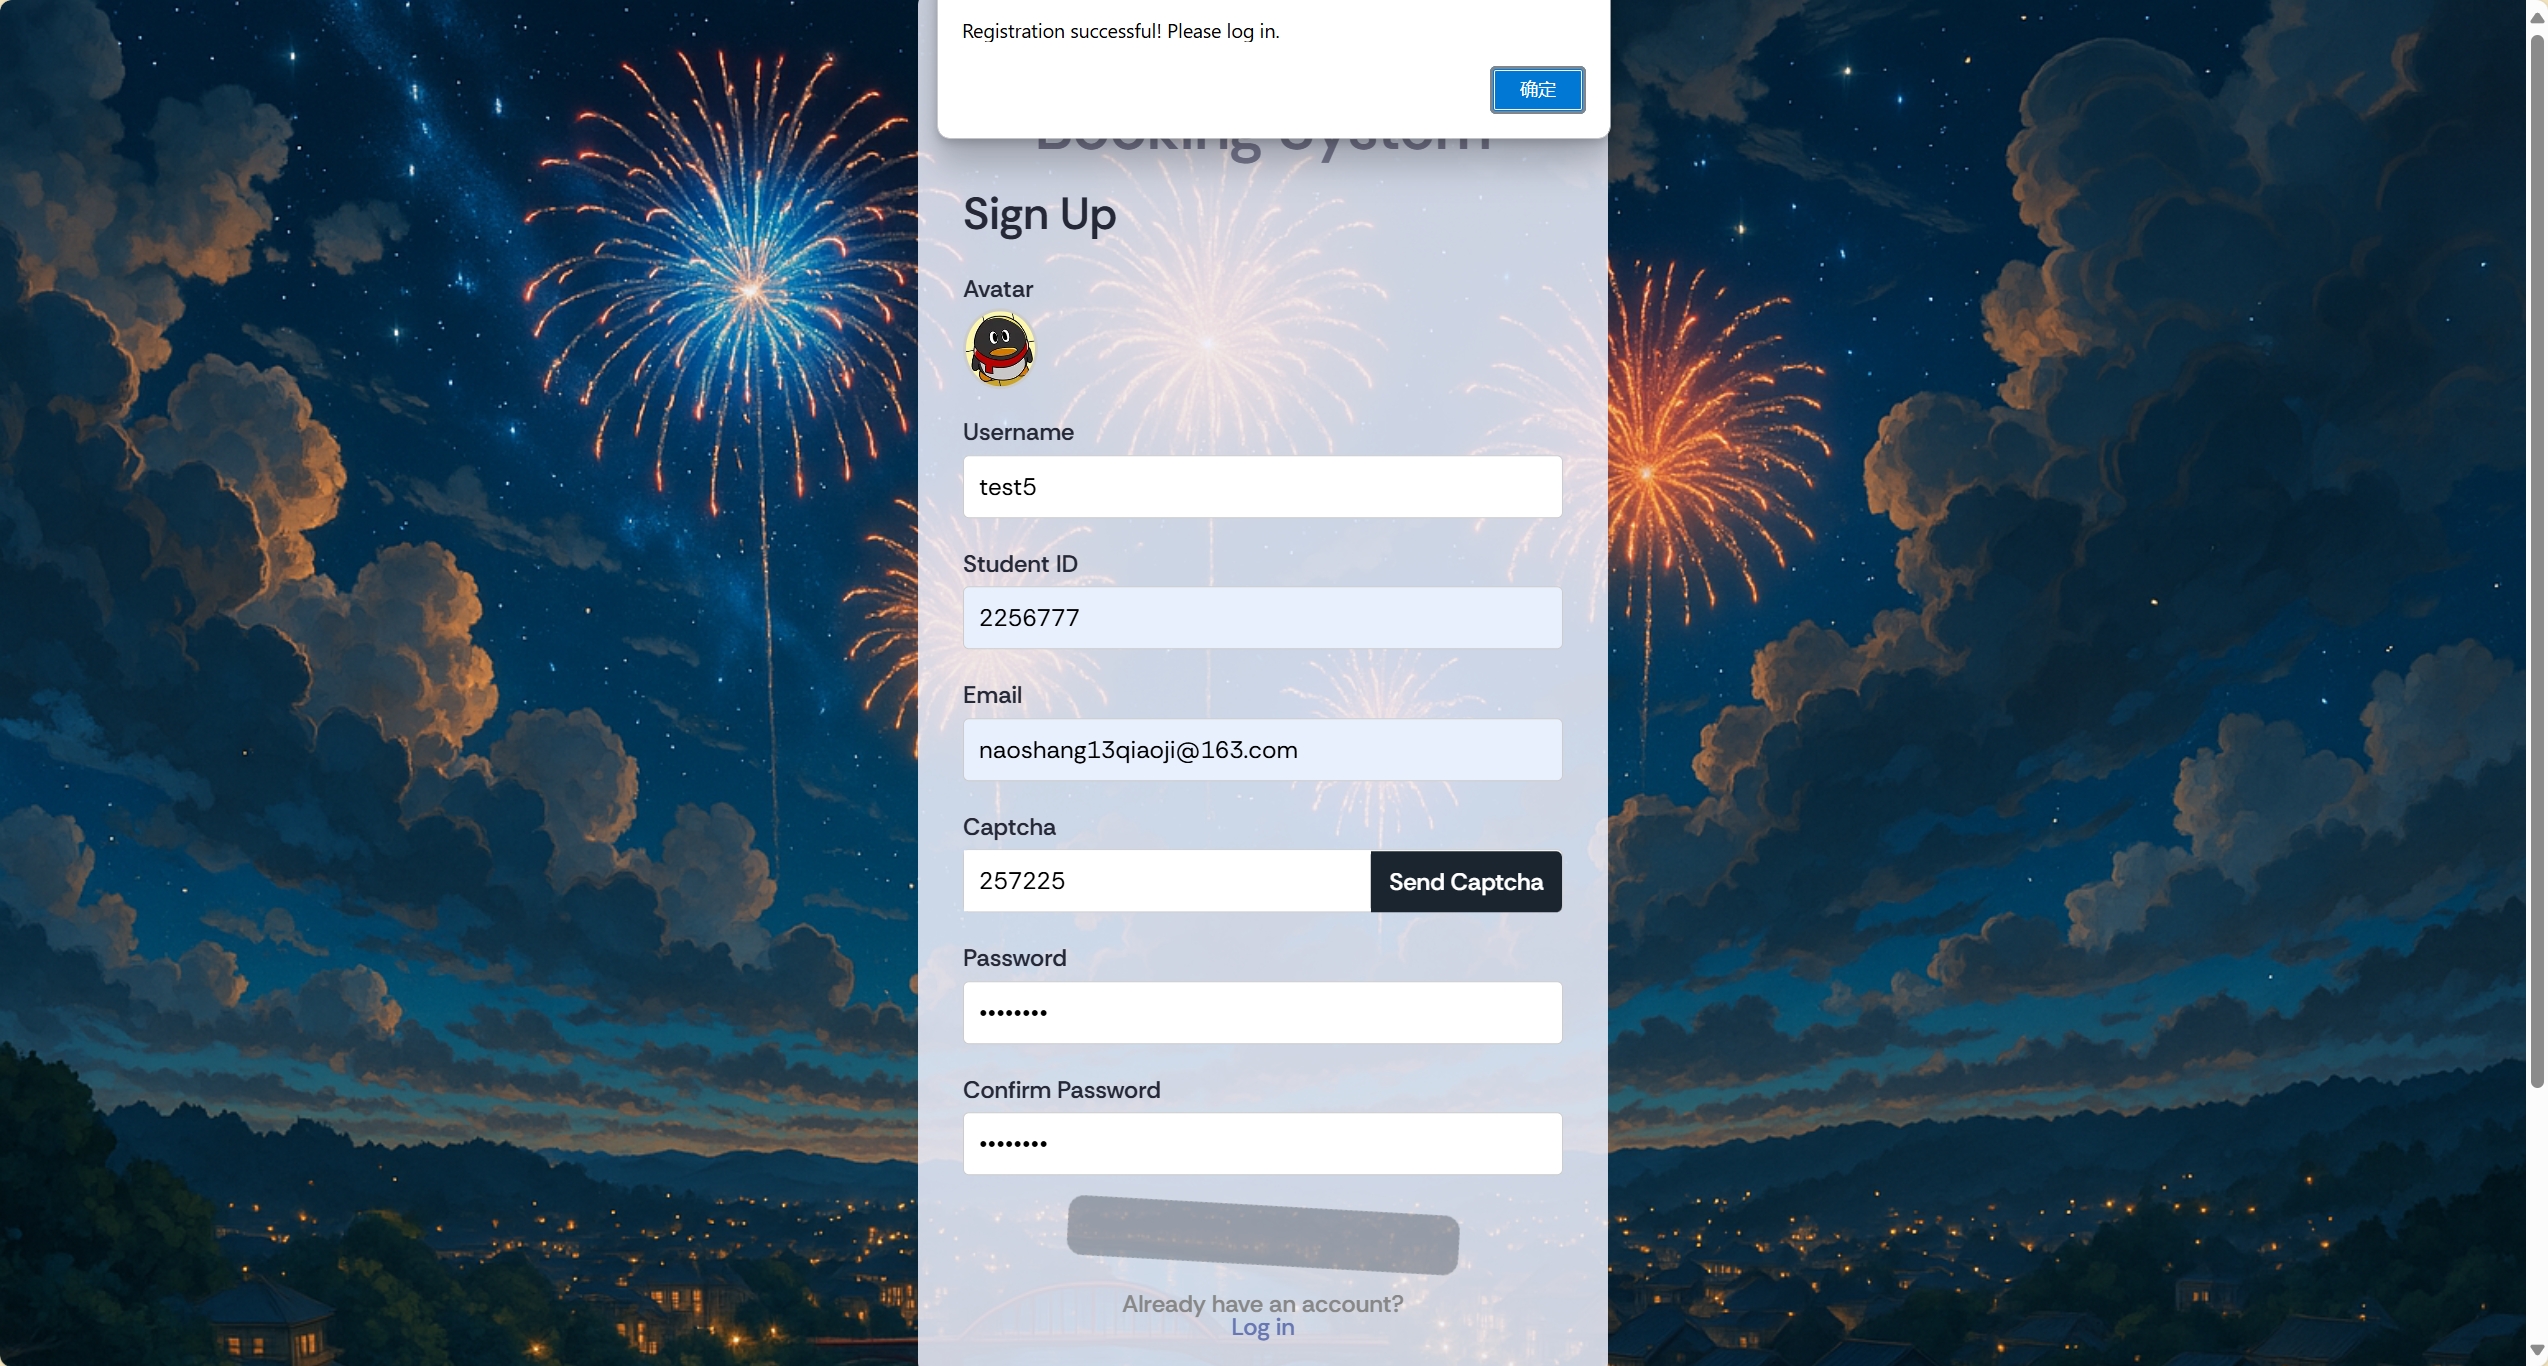 Registration successful! Please log in.
确定
Booking System
Sign Up
Avatar
Username
test5
Student ID
2256777
Email
naoshang13qiaoji@163.com
Captcha
257225
Send Captcha
Password
••••••••
Confirm Password
••••••••
Already have an account?
Log in